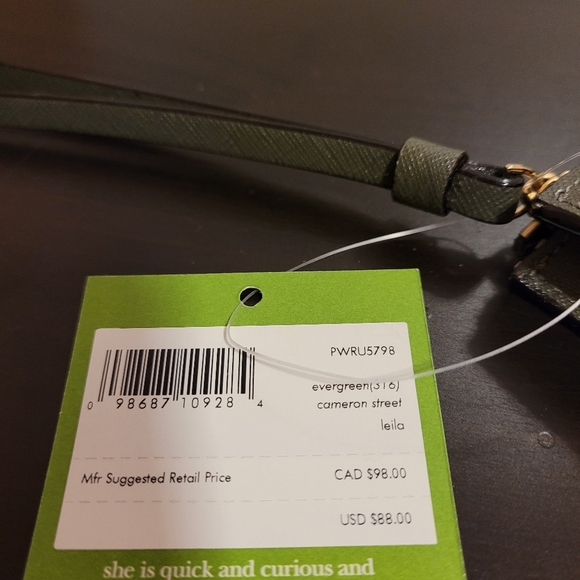 PWRU5798
evergreen(316)
cameron street
leila
0 98687 10928 4
Mfr Suggested Retail Price CAD $98.00
USD $88.00
she is quick and curious and